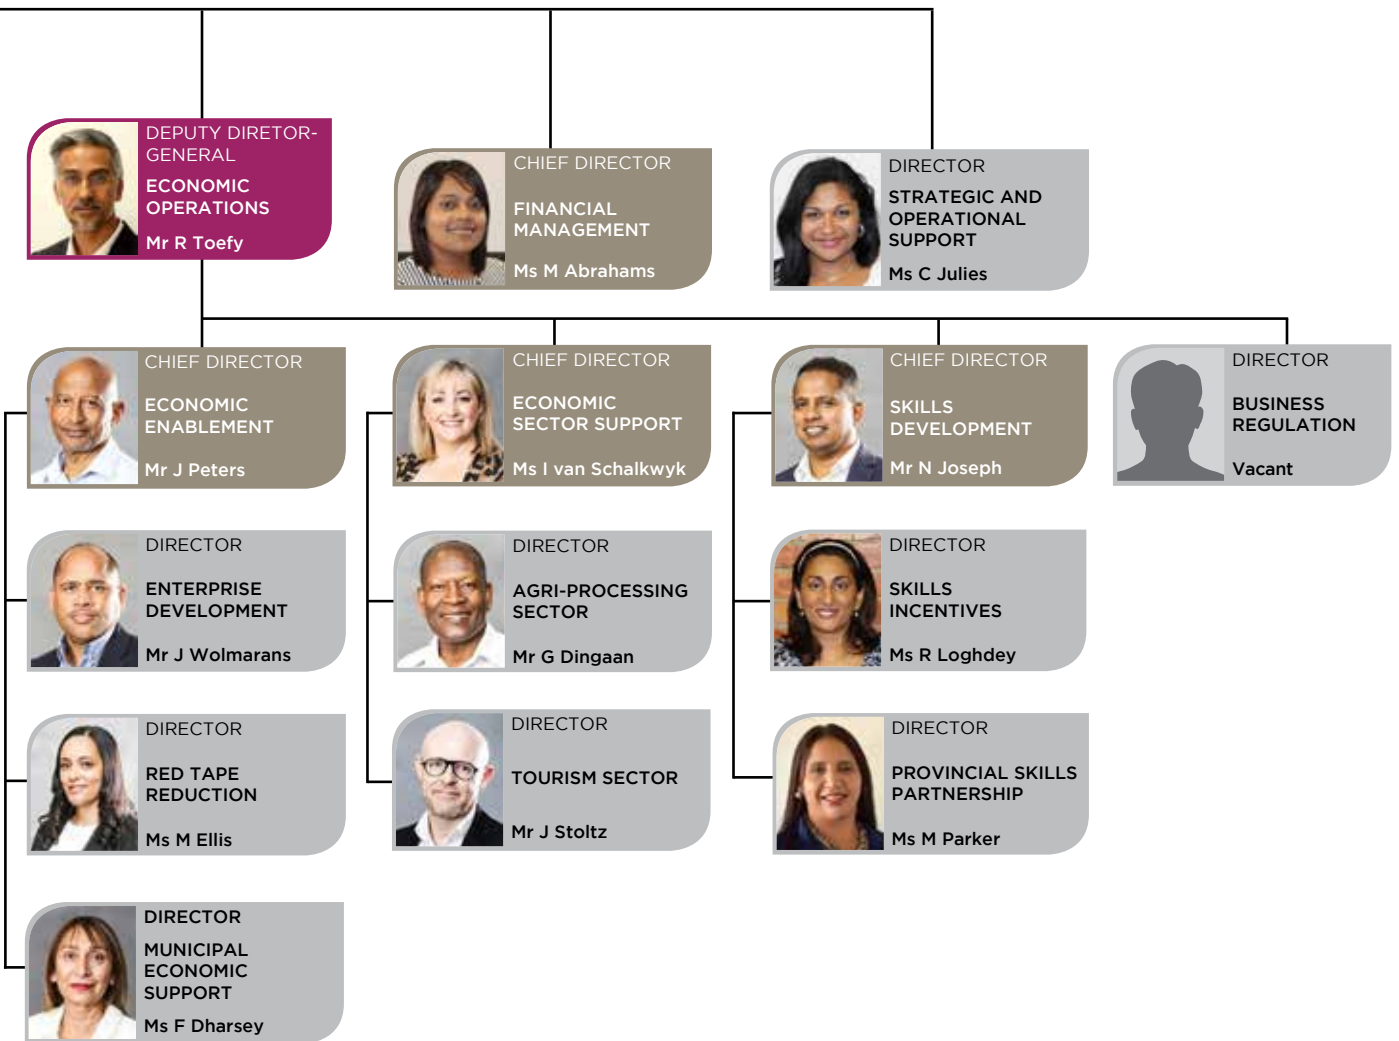 DEPUTY DIRETOR-
GENERAL
ECONOMIC
OPERATIONS
Mr R Toefy
CHIEF DIRECTOR
FINANCIAL
MANAGEMENT
Ms M Abrahams
DIRECTOR
STRATEGIC AND
OPERATIONAL
SUPPORT
Ms C Julies
CHIEF DIRECTOR
ECONOMIC
ENABLEMENT
Mr J Peters
CHIEF DIRECTOR
ECONOMIC
SECTOR SUPPORT
Ms I van Schalkwyk
CHIEF DIRECTOR
SKILLS
DEVELOPMENT
Mr N Joseph
DIRECTOR
BUSINESS
REGULATION
Vacant
DIRECTOR
ENTERPRISE
DEVELOPMENT
Mr J Wolmarans
DIRECTOR
AGRI-PROCESSING
SECTOR
Mr G Dingaan
DIRECTOR
SKILLS
INCENTIVES
Ms R Loghdey
DIRECTOR
RED TAPE
REDUCTION
Ms M Ellis
DIRECTOR
TOURISM SECTOR
Mr J Stoltz
DIRECTOR
PROVINCIAL SKILLS
PARTNERSHIP
Ms M Parker
DIRECTOR
MUNICIPAL
ECONOMIC
SUPPORT
Ms F Dharsey